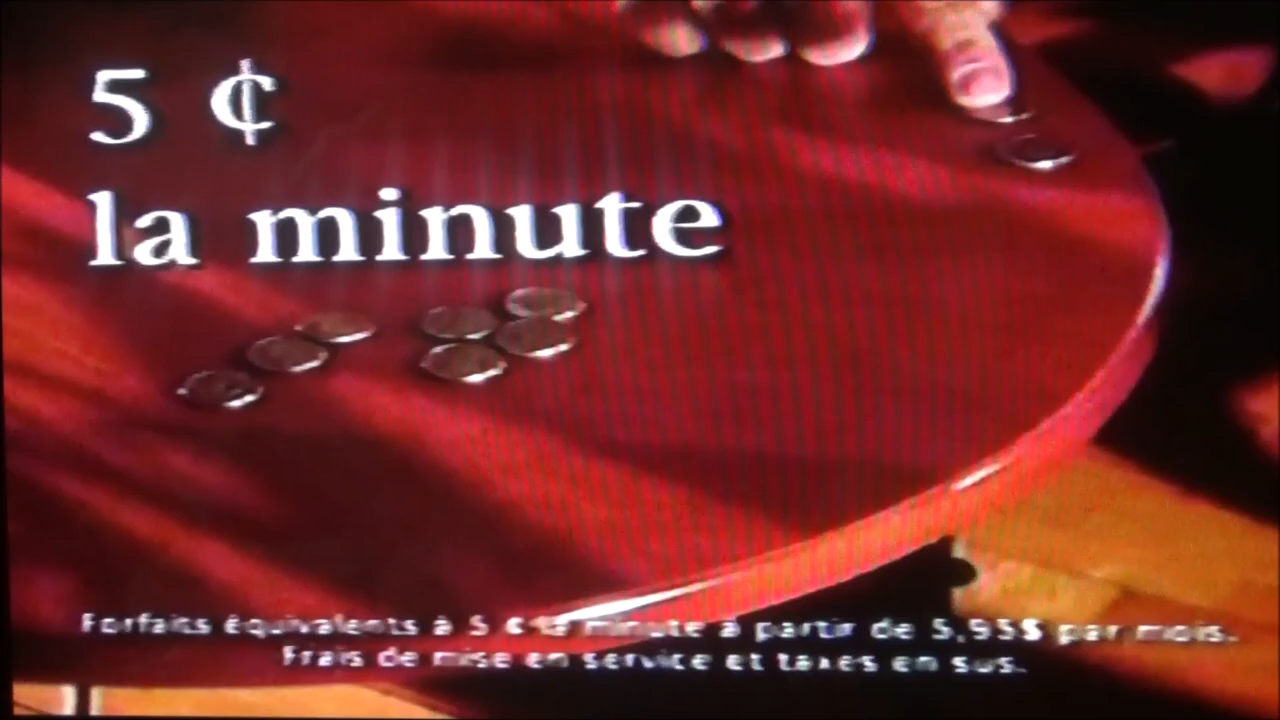 5 ¢
la minute
Forfaits équivalents à 5 ¢ la minute à partir de 5,95$ par mois.
Frais de mise en service et taxes en sus.